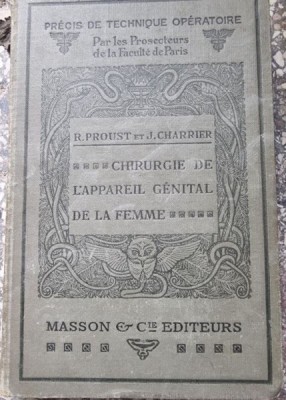 PRÉCIS DE TECHNIQUE OPÉRATOIRE
Par les Prosecteurs
de la Faculté de Paris
R. PROUST ET J. CHARRIER
CHIRURGIE DE
L'APPAREIL GÉNITAL
DE LA FEMME
MASSON & CIE EDITEURS